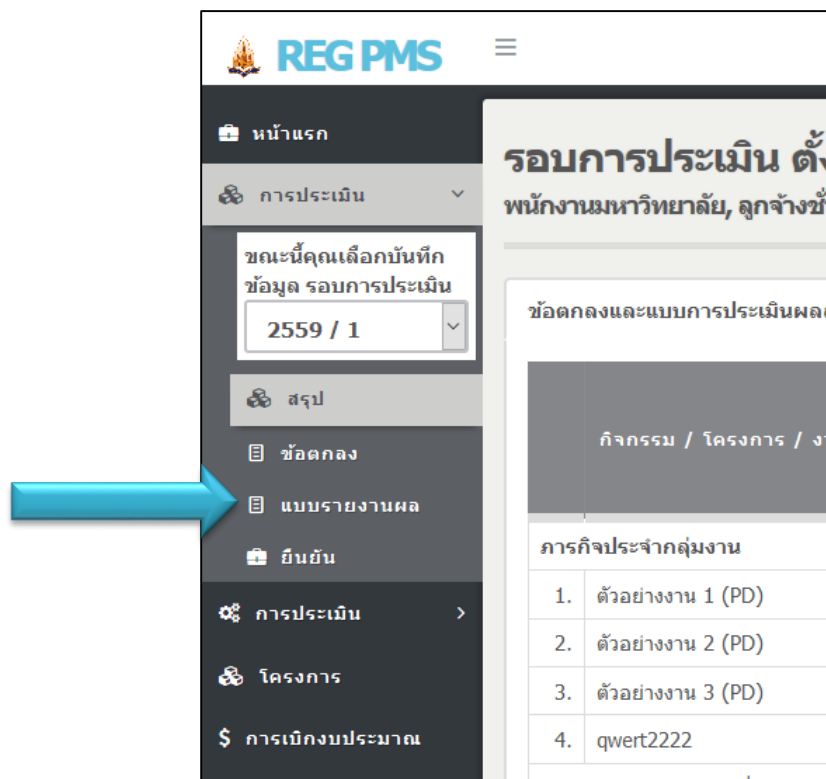 REG PMS
หน้าแรก
การประเมิน
ขณะนี้คุณเลือกบันทึก
ข้อมูล รอบการประเมิน
2559 / 1
สรุป
ข้อตกลง
แบบรายงานผล
ยืนยัน
การประเมิน
โครงการ
$ การเบิกงบประมาณ
รอบการประเมิน ตั้ง
พนักงานมหาวิทยาลัย, ลูกจ้างชั่
ข้อตกลงและแบบการประเมินผล
กิจกรรม / โครงการ / ง
ภารกิจประจำกลุ่มงาน
1. ตัวอย่างงาน 1 (PD)
2. ตัวอย่างงาน 2 (PD)
3. ตัวอย่างงาน 3 (PD)
4. qwert2222